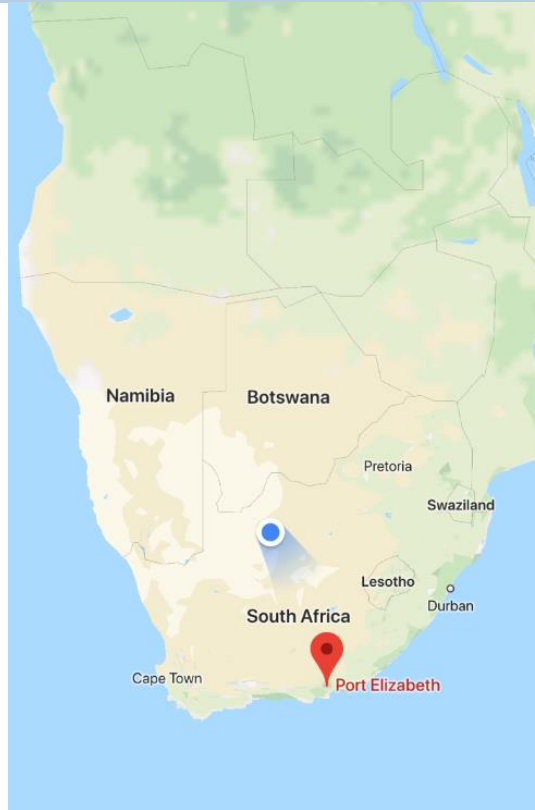 Namibia
Botswana
Pretoria
Swaziland
Lesotho
Durban
South Africa
Cape Town
Port Elizabeth